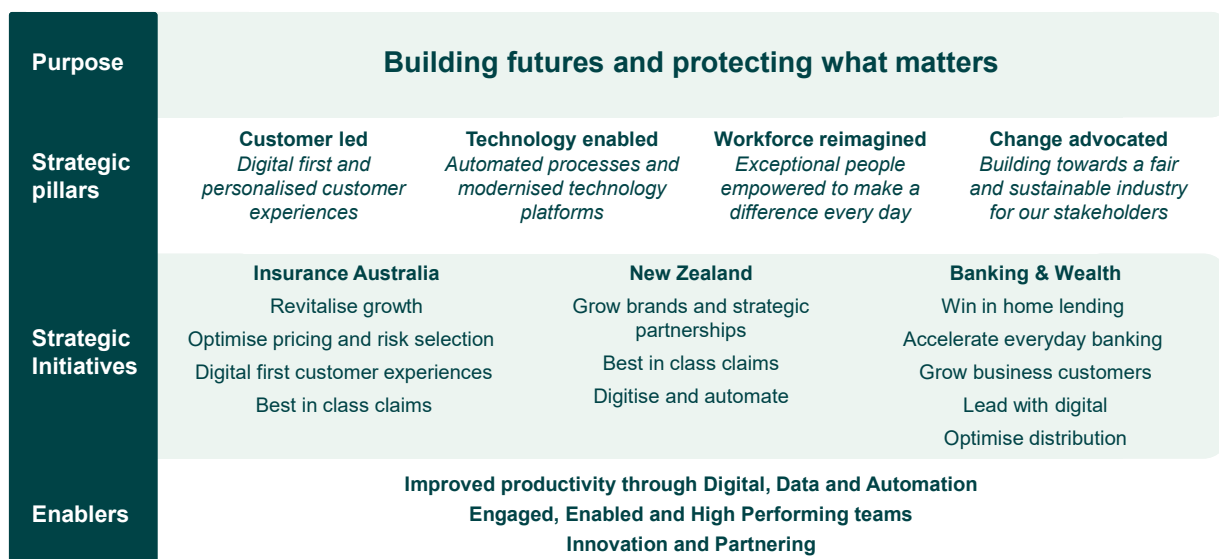 Purpose
Building futures and protecting what matters
Strategic
pillars
Customer led
Digital first and
personalised customer
experiences
Technology enabled
Automated processes and
modernised technology
platforms
Workforce reimagined
Exceptional people
empowered to make a
difference every day
Change advocated
Building towards a fair
and sustainable industry
for our stakeholders
Strategic
Initiatives
Insurance Australia
Revitalise growth
Optimise pricing and risk selection
Digital first customer experiences
Best in class claims
New Zealand
Grow brands and strategic
partnerships
Best in class claims
Digitise and automate
Banking & Wealth
Win in home lending
Accelerate everyday banking
Grow business customers
Lead with digital
Optimise distribution
Enablers
Improved productivity through Digital, Data and Automation
Engaged, Enabled and High Performing teams
Innovation and Partnering